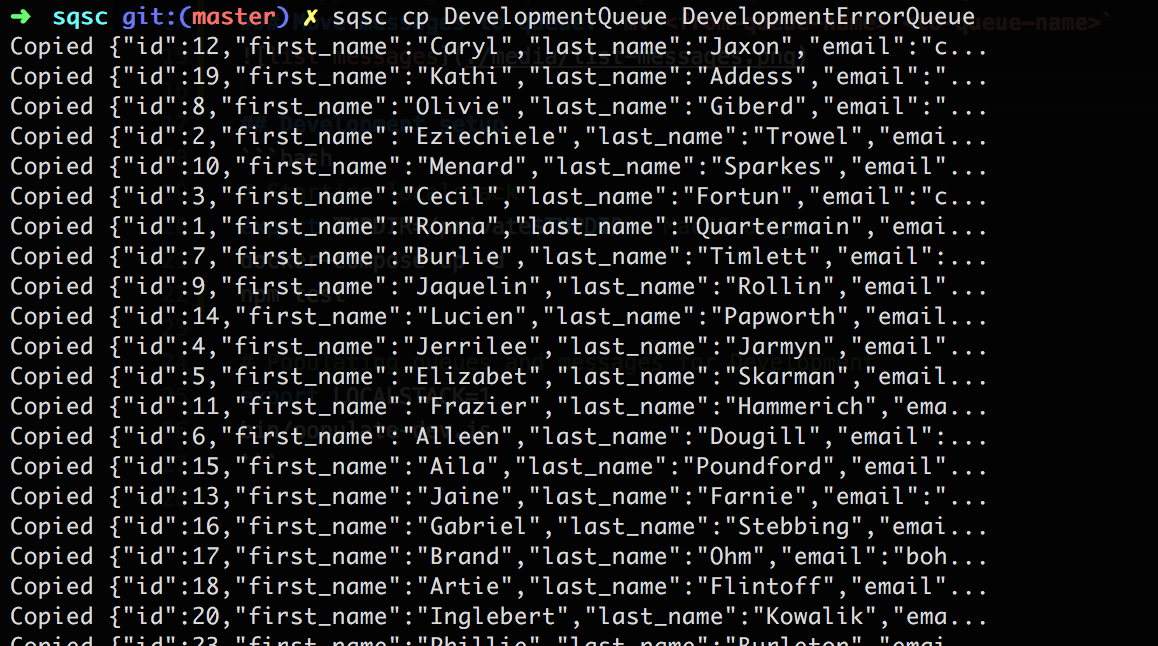 ➜  sqsc git:(master) ✗ sqsc cp DevelopmentQueue DevelopmentErrorQueue
Copied {"id":12,"first_name":"Caryl","last_name":"Jaxon","email":"c...
Copied {"id":19,"first_name":"Kathi","last_name":"Addess","email":"...
Copied {"id":8,"first_name":"Olivie","last_name":"Giberd","email":"...
Copied {"id":2,"first_name":"Eziechiele","last_name":"Trowel","emai...
Copied {"id":10,"first_name":"Menard","last_name":"Sparkes","email"...
Copied {"id":3,"first_name":"Cecil","last_name":"Fortun","email":"c...
Copied {"id":1,"first_name":"Ronna","last_name":"Quartermain","emai...
Copied {"id":7,"first_name":"Burlie","last_name":"Timlett","email":...
Copied {"id":9,"first_name":"Jaquelin","last_name":"Rollin","email"...
Copied {"id":14,"first_name":"Lucien","last_name":"Papworth","email...
Copied {"id":4,"first_name":"Jerrilee","last_name":"Jarmyn","email"...
Copied {"id":5,"first_name":"Elizabet","last_name":"Skarman","email...
Copied {"id":11,"first_name":"Frazier","last_name":"Hammerich","ema...
Copied {"id":6,"first_name":"Alleen","last_name":"Dougill","email":...
Copied {"id":15,"first_name":"Aila","last_name":"Poundford","email"...
Copied {"id":13,"first_name":"Jaine","last_name":"Farnie","email":"...
Copied {"id":16,"first_name":"Gabriel","last_name":"Stebbing","emai...
Copied {"id":17,"first_name":"Brand","last_name":"Ohm","email":"boh...
Copied {"id":18,"first_name":"Artie","last_name":"Flintoff","email"...
Copied {"id":20,"first_name":"Inglebert","last_name":"Kowalik","ema...
Copied {"id":23,"first_name":"Phillie","last_name":"Burleton","emai...